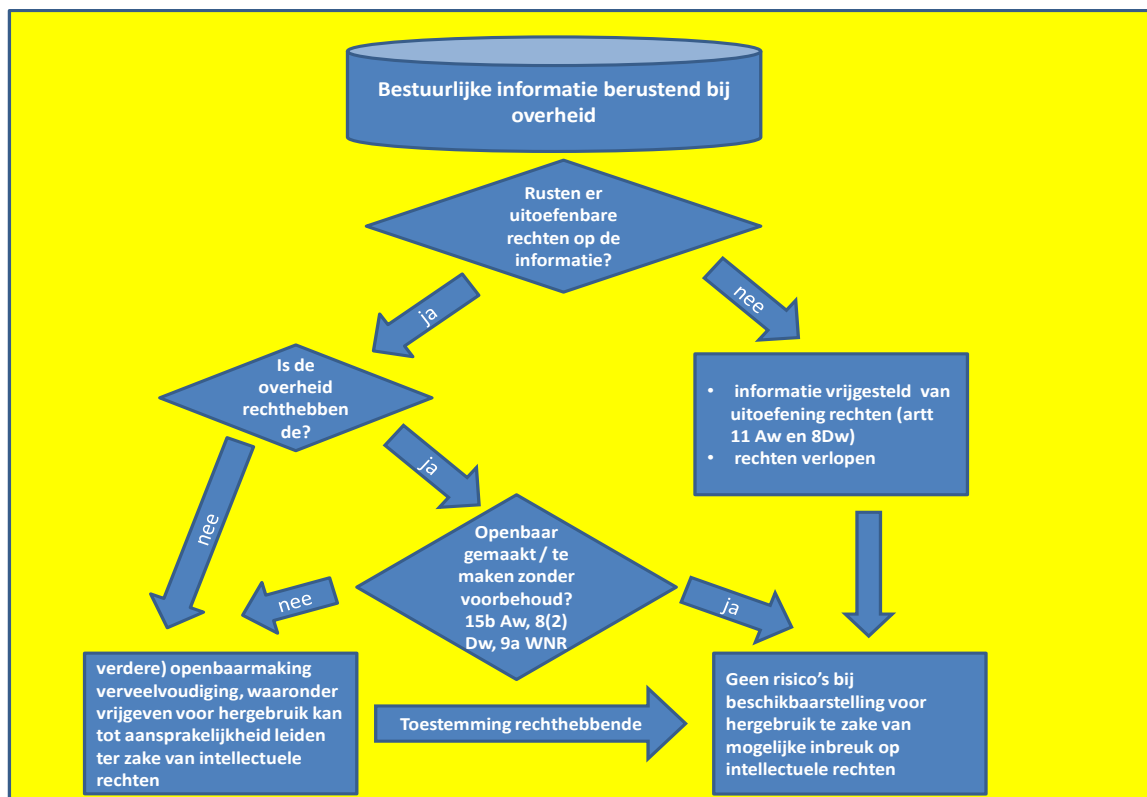 Bestuurlijke informatie berustend bij
overheid
Rusten er
uitoefenbare
rechten op de
informatie?
ja
nee
Is de
overheid
rechthebben
de?
• informatie vrijgesteld van
uitoefening rechten (artt
11 Aw en 8Dw)
• rechten verlopen
nee
ja
Openbaar
gemaakt / te
maken zonder
voorbehoud?
15b Aw, 8(2)
Dw, 9a WNR
nee
ja
verdere) openbaarmaking
verveelvoudiging, waaronder
vrijgeven voor hergebruik kan
tot aansprakelijkheid leiden
ter zake van intellectuele
rechten
Toestemming rechthebbende
Geen risico's bij
beschikbaarstelling voor
hergebruik te zake van
mogelijke inbreuk op
intellectuele rechten